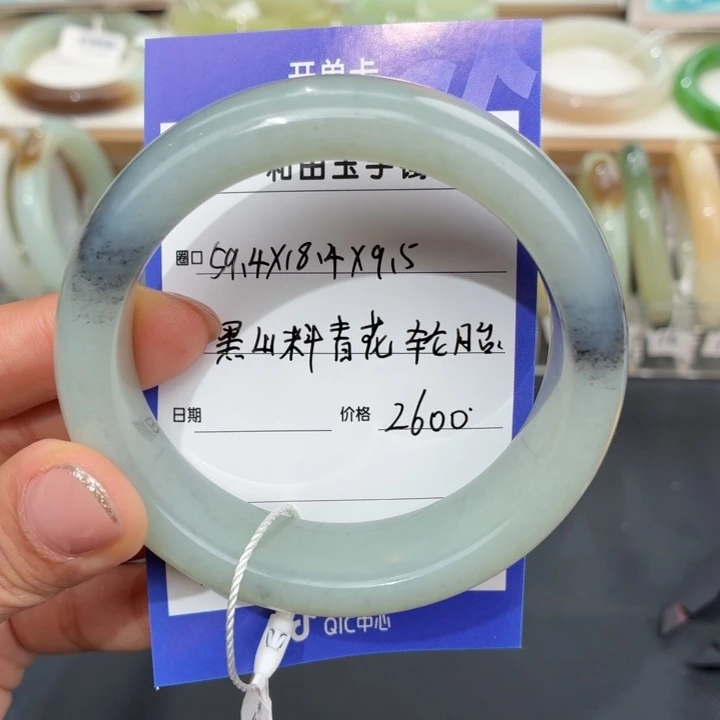 开单卡
和田玉手镯
圈口 59.4X18.4X9.5
黑山料青花轮胎
日期 价格 2600
QIC中心